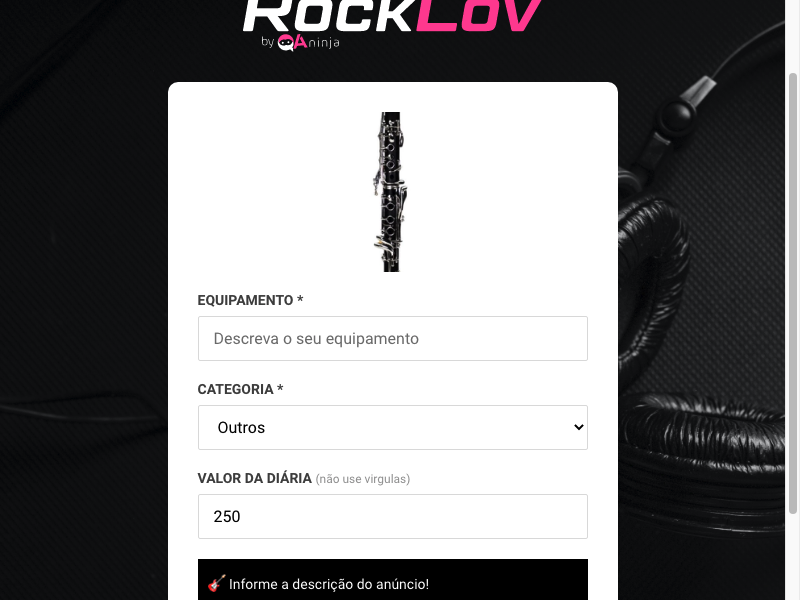 RockLov
by QAninja
EQUIPAMENTO *
Descreva o seu equipamento
CATEGORIA *
Outros
VALOR DA DIÁRIA (não use virgulas)
250
Informe a descrição do anúncio!